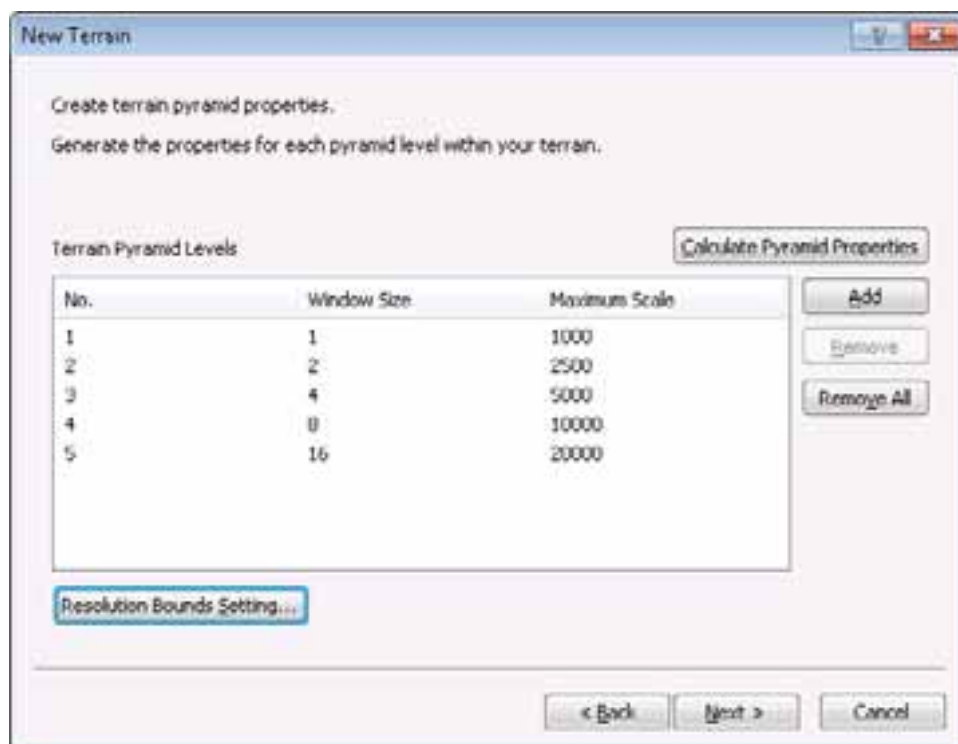 New Terrain
Create terrain pyramid properties.
Generate the properties for each pyramid level within your terrain.
Terrain Pyramid Levels
Calculate Pyramid Properties
No. Window Size Maximum Scale
1 1 1000
2 2 2500
3 4 5000
4 8 10000
5 16 20000
Add
Remove
Remove All
Resolution Bounds Setting...
< Back
Next >
Cancel